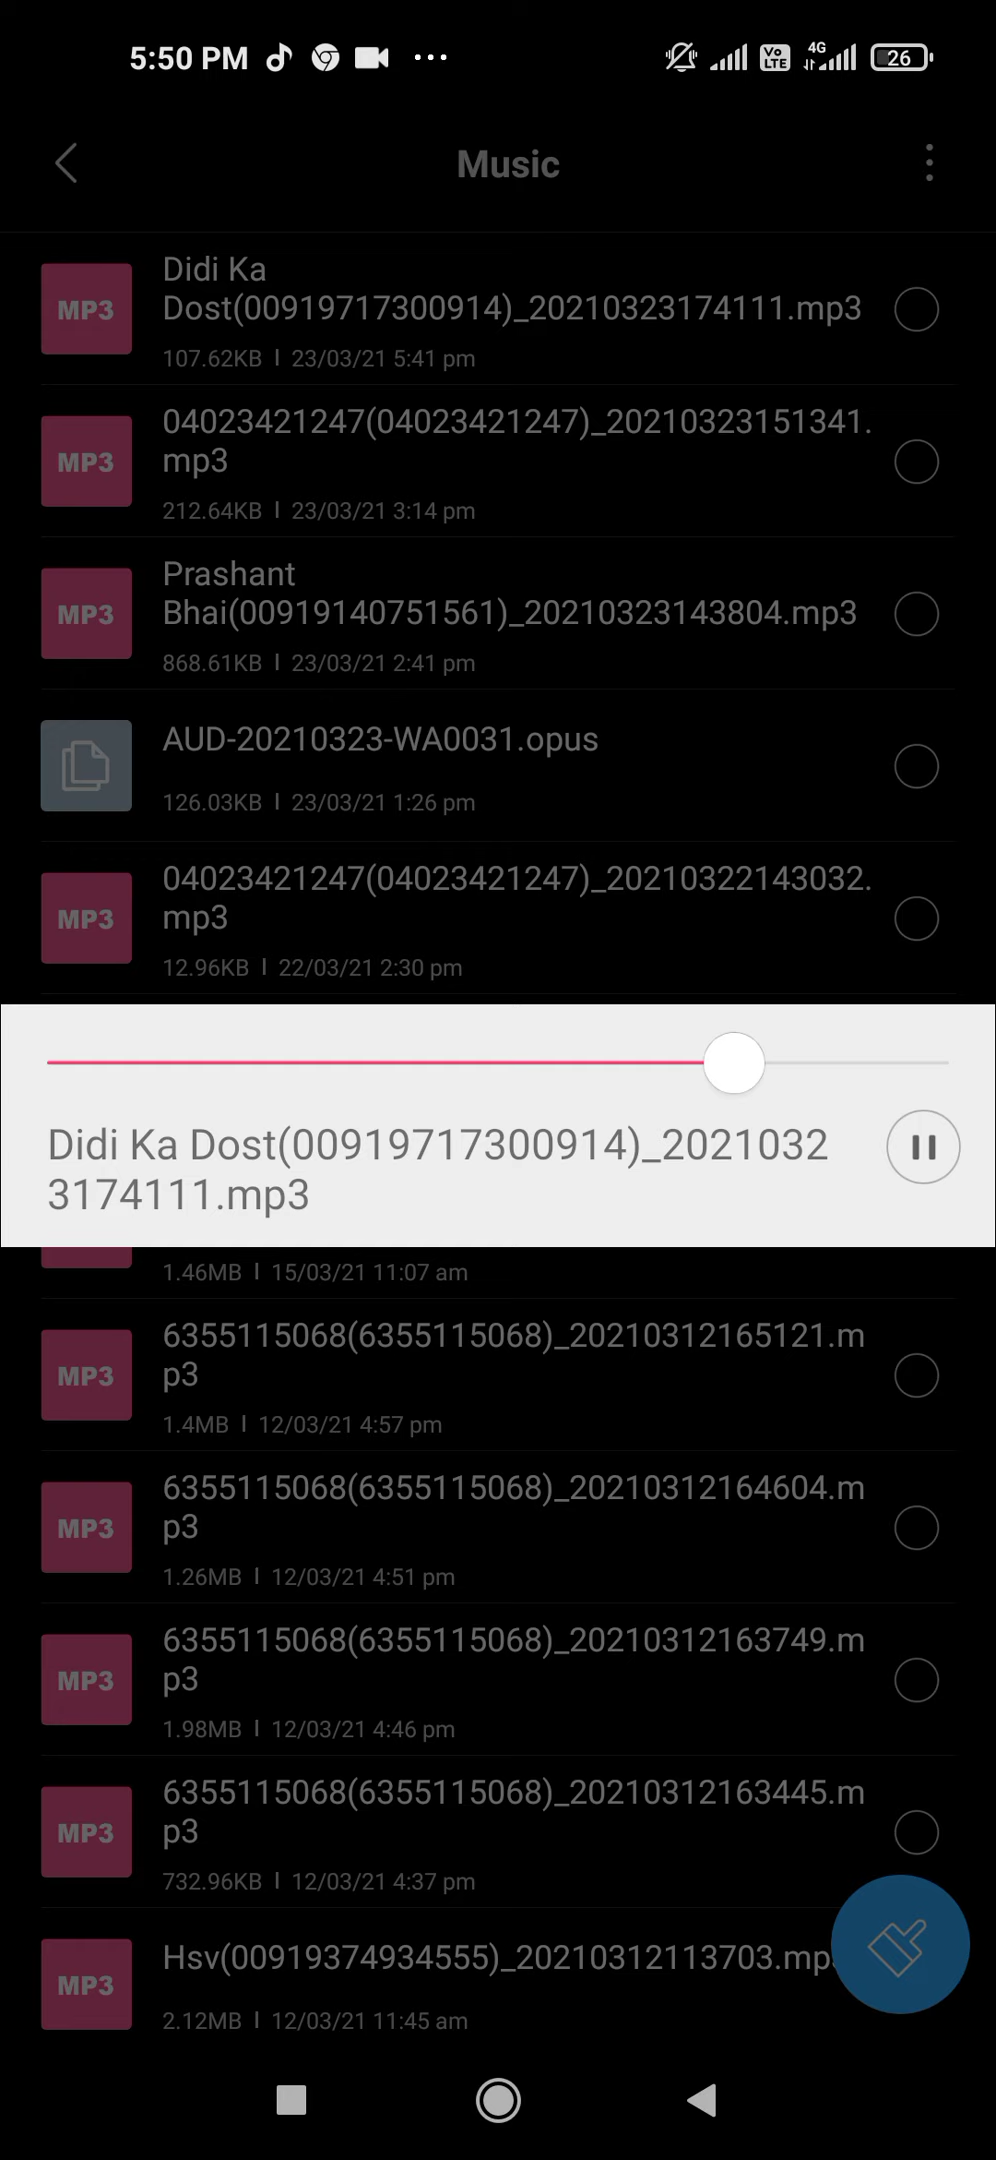 5:50 PM
Vo LTE 4G 26
Music
MP3
Didi Ka
Dost(00919717300914)_20210323174111.mp3
107.62KB | 23/03/21 5:41 pm
MP3
04023421247(04023421247)_20210323151341.
mp3
212.64KB | 23/03/21 3:14 pm
MP3
Prashant
Bhai(00919140751561)_20210323143804.mp3
868.61KB | 23/03/21 2:41 pm
AUD-20210323-WA0031.opus
126.03KB | 23/03/21 1:26 pm
MP3
04023421247(04023421247)_20210322143032.
mp3
12.96KB | 22/03/21 2:30 pm
Didi Ka Dost(00919717300914)_2021032
3174111.mp3
1.46MB | 15/03/21 11:07 am
MP3
6355115068(6355115068)_20210312165121.m
p3
1.4MB | 12/03/21 4:57 pm
MP3
6355115068(6355115068)_20210312164604.m
p3
1.26MB | 12/03/21 4:51 pm
MP3
6355115068(6355115068)_20210312163749.m
p3
1.98MB | 12/03/21 4:46 pm
MP3
6355115068(6355115068)_20210312163445.m
p3
732.96KB | 12/03/21 4:37 pm
MP3
Hsv(00919374934555)_20210312113703.mp
2.12MB | 12/03/21 11:45 am